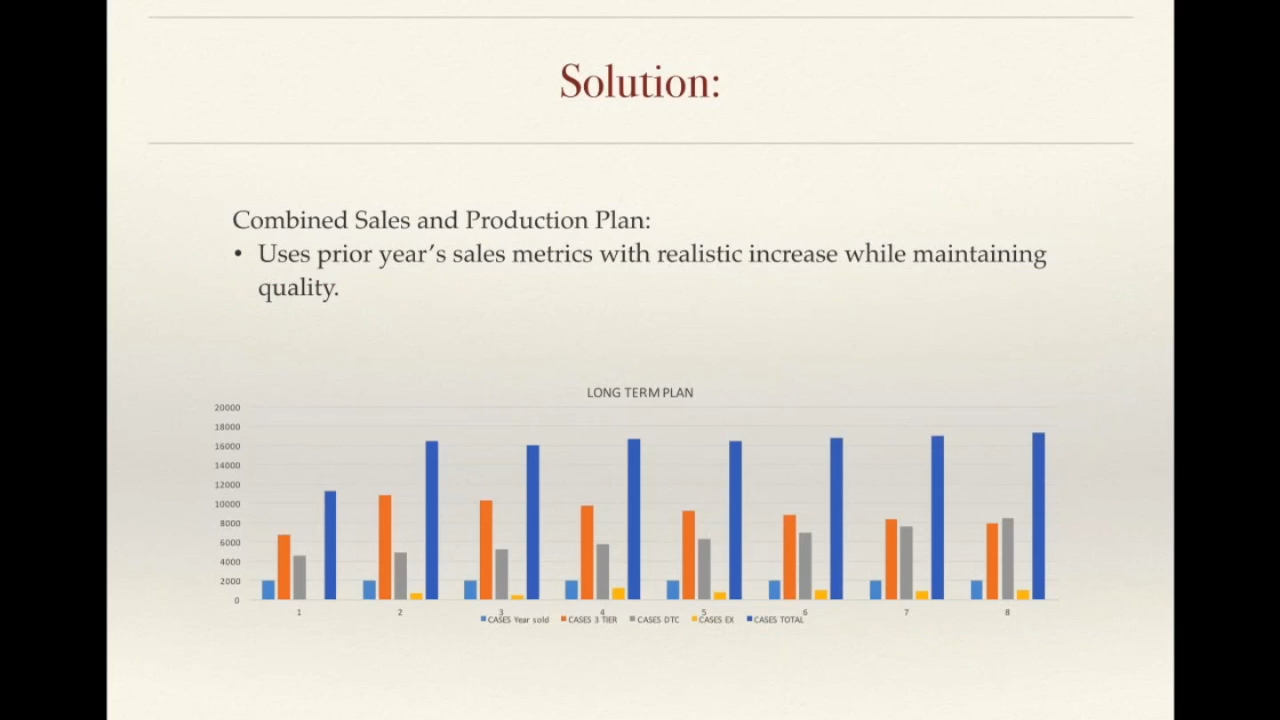 Solution:
Combined Sales and Production Plan:
• Uses prior year's sales metrics with realistic increase while maintaining
quality.
LONG TERM PLAN
20000
18000
16000
14000
12000
10000
8000
6000
4000
2000
0
1 2 3 4 5 6 7 8
CASES Year sold CASES 3 TIER CASES DTC CASES EX CASES TOTAL